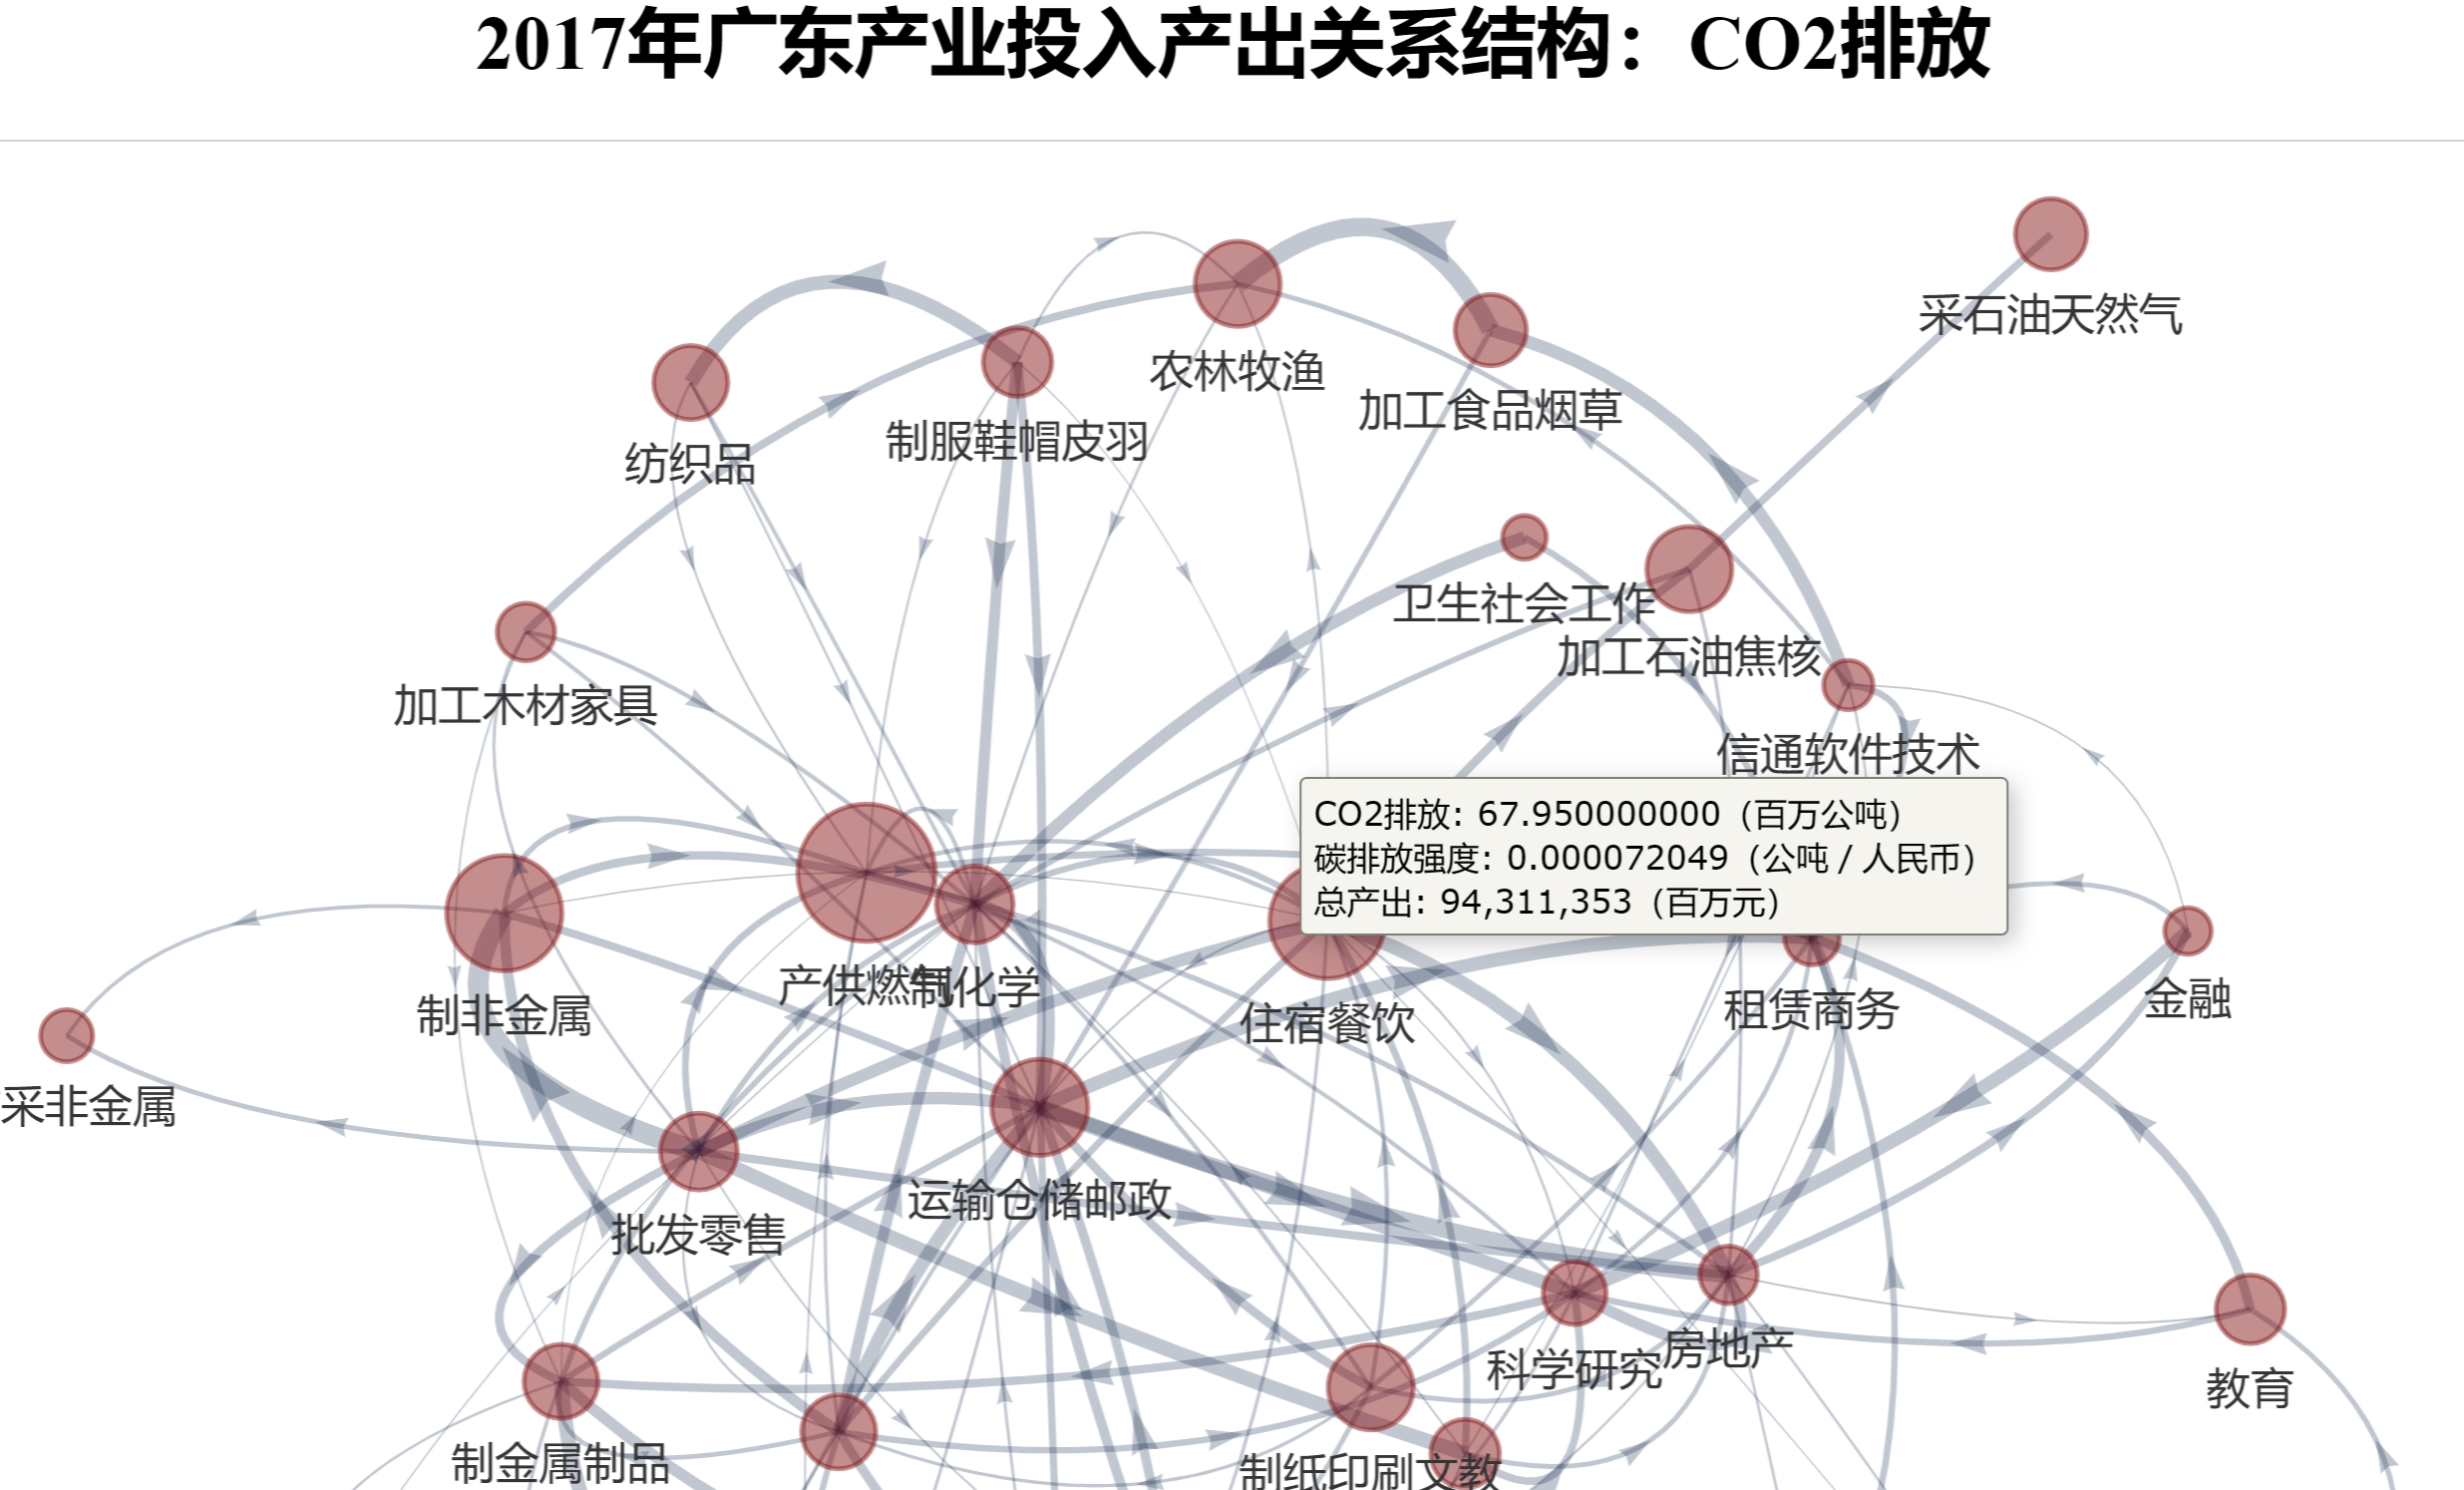 2017年广东产业投入产出关系结构：CO2排放
采石油天然气
农林牧渔
加工食品烟草
制服鞋帽皮羽
纺织品
卫生社会工作
加工石油焦核
加工木材家具
信通软件技术
CO2排放: 67.950000000（百万公吨）
碳排放强度: 0.000072049（公吨 / 人民币）
总产出: 94,311,353（百万元）
产供燃气
制化学
制非金属
住宿餐饮
租赁商务
金融
采非金属
运输仓储邮政
批发零售
科学研究
房地产
教育
制金属制品
制纸印刷文教